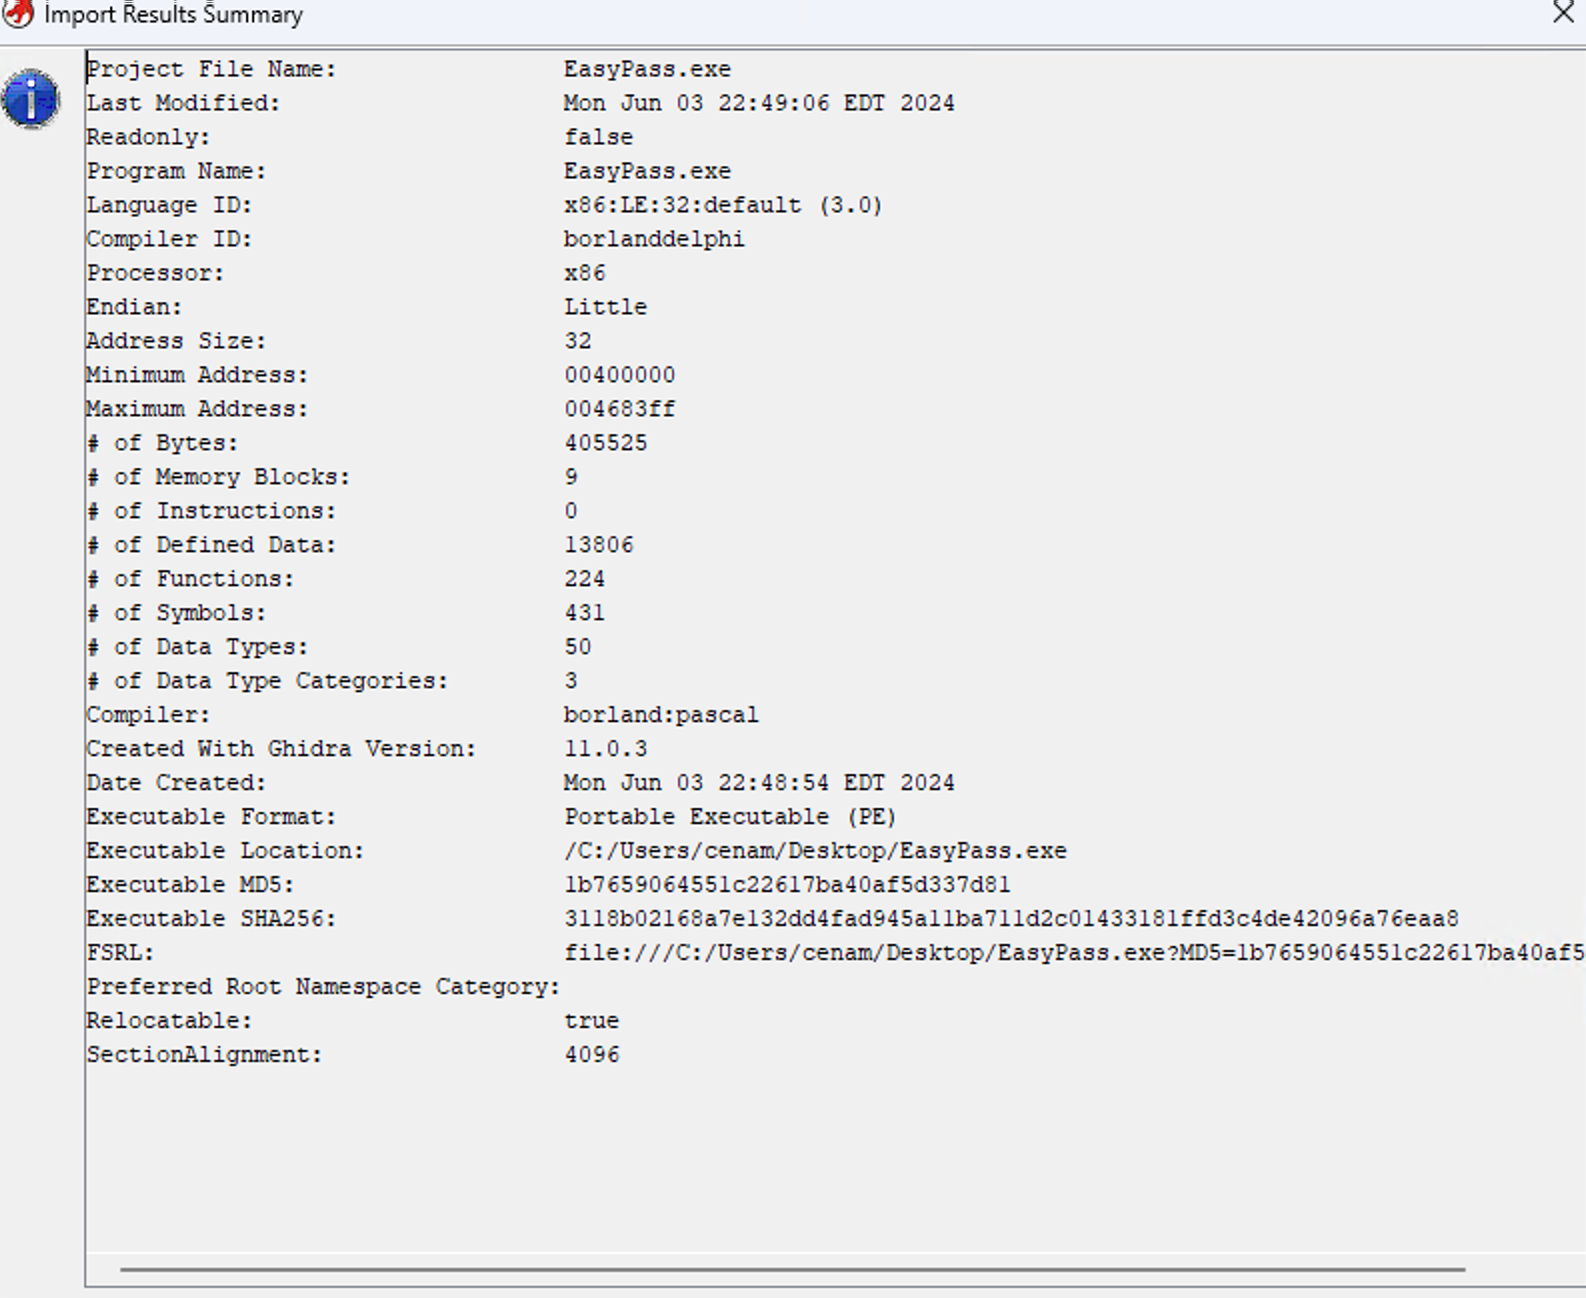 Import Results Summary
Project File Name: EasyPass.exe
Last Modified: Mon Jun 03 22:49:06 EDT 2024
Readonly: false
Program Name: EasyPass.exe
Language ID: x86:LE:32:default (3.0)
Compiler ID: borlanddelphi
Processor: x86
Endian: Little
Address Size: 32
Minimum Address: 00400000
Maximum Address: 004683ff
# of Bytes: 405525
# of Memory Blocks: 9
# of Instructions: 0
# of Defined Data: 13806
# of Functions: 224
# of Symbols: 431
# of Data Types: 50
# of Data Type Categories: 3
Compiler: borland:pascal
Created With Ghidra Version: 11.0.3
Date Created: Mon Jun 03 22:48:54 EDT 2024
Executable Format: Portable Executable (PE)
Executable Location: /C:/Users/cenam/Desktop/EasyPass.exe
Executable MD5: 1b7659064551c22617ba40af5d337d81
Executable SHA256: 3118b02168a7e132dd4fad945a11ba711d2c01433181ffd3c4de42096a76eaa8
FSRL: file:///C:/Users/cenam/Desktop/EasyPass.exe?MD5=1b7659064551c22617ba40af5
Preferred Root Namespace Category:
Relocatable: true
SectionAlignment: 4096